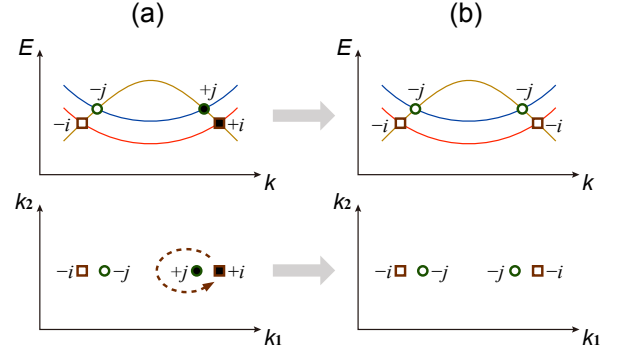 (a) (b)
E E
−j +j −j −j
−i +i −i −i
k k
k2 k2
−i −j +j +i −i −j −j −i
k1 k1